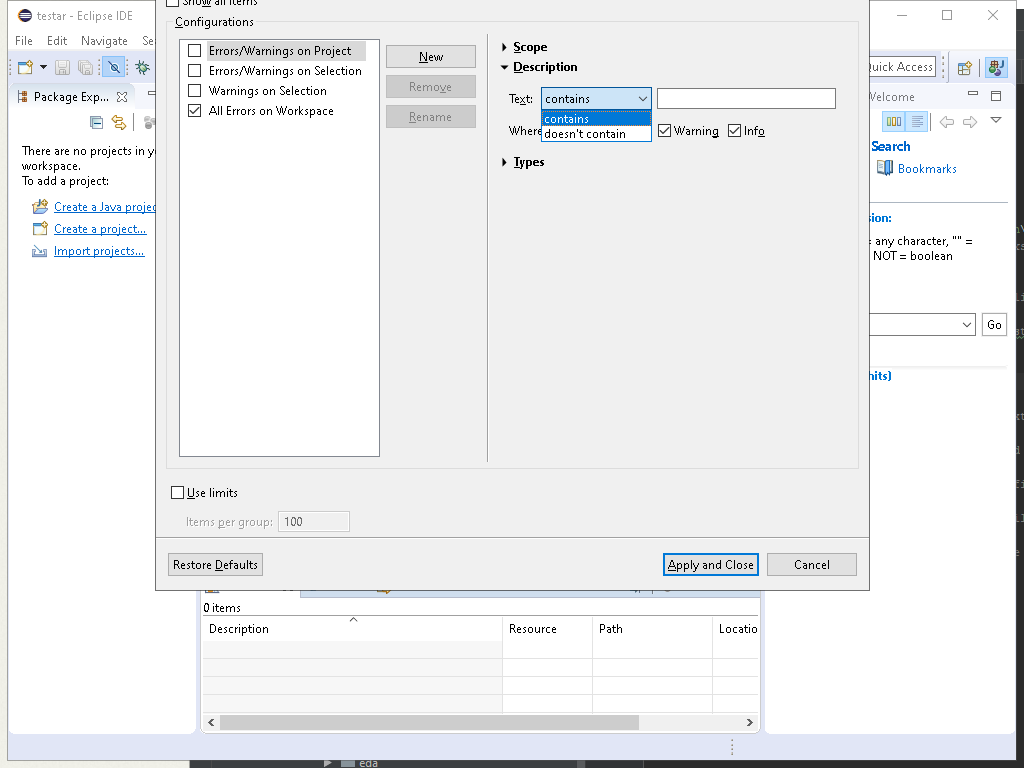 testar - Eclipse IDE
Show all items
File Edit Navigate Se
Configurations
Errors/Warnings on Project
Errors/Warnings on Selection
Warnings on Selection
All Errors on Workspace
New
Remove
Rename
Scope
Description
Text: contains
contains
doesn't contain
Where Warning Info
Types
Quick Access
Package Exp...
Welcome
There are no projects in y
workspace.
To add a project:
Create a Java projec
Create a project...
Import projects...
Search
Bookmarks
sion:
= any character, "" =
NOT = boolean
Go
nits)
Use limits
Items per group: 100
Restore Defaults
Apply and Close
Cancel
0 items
Description Resource Path Locatio
eda